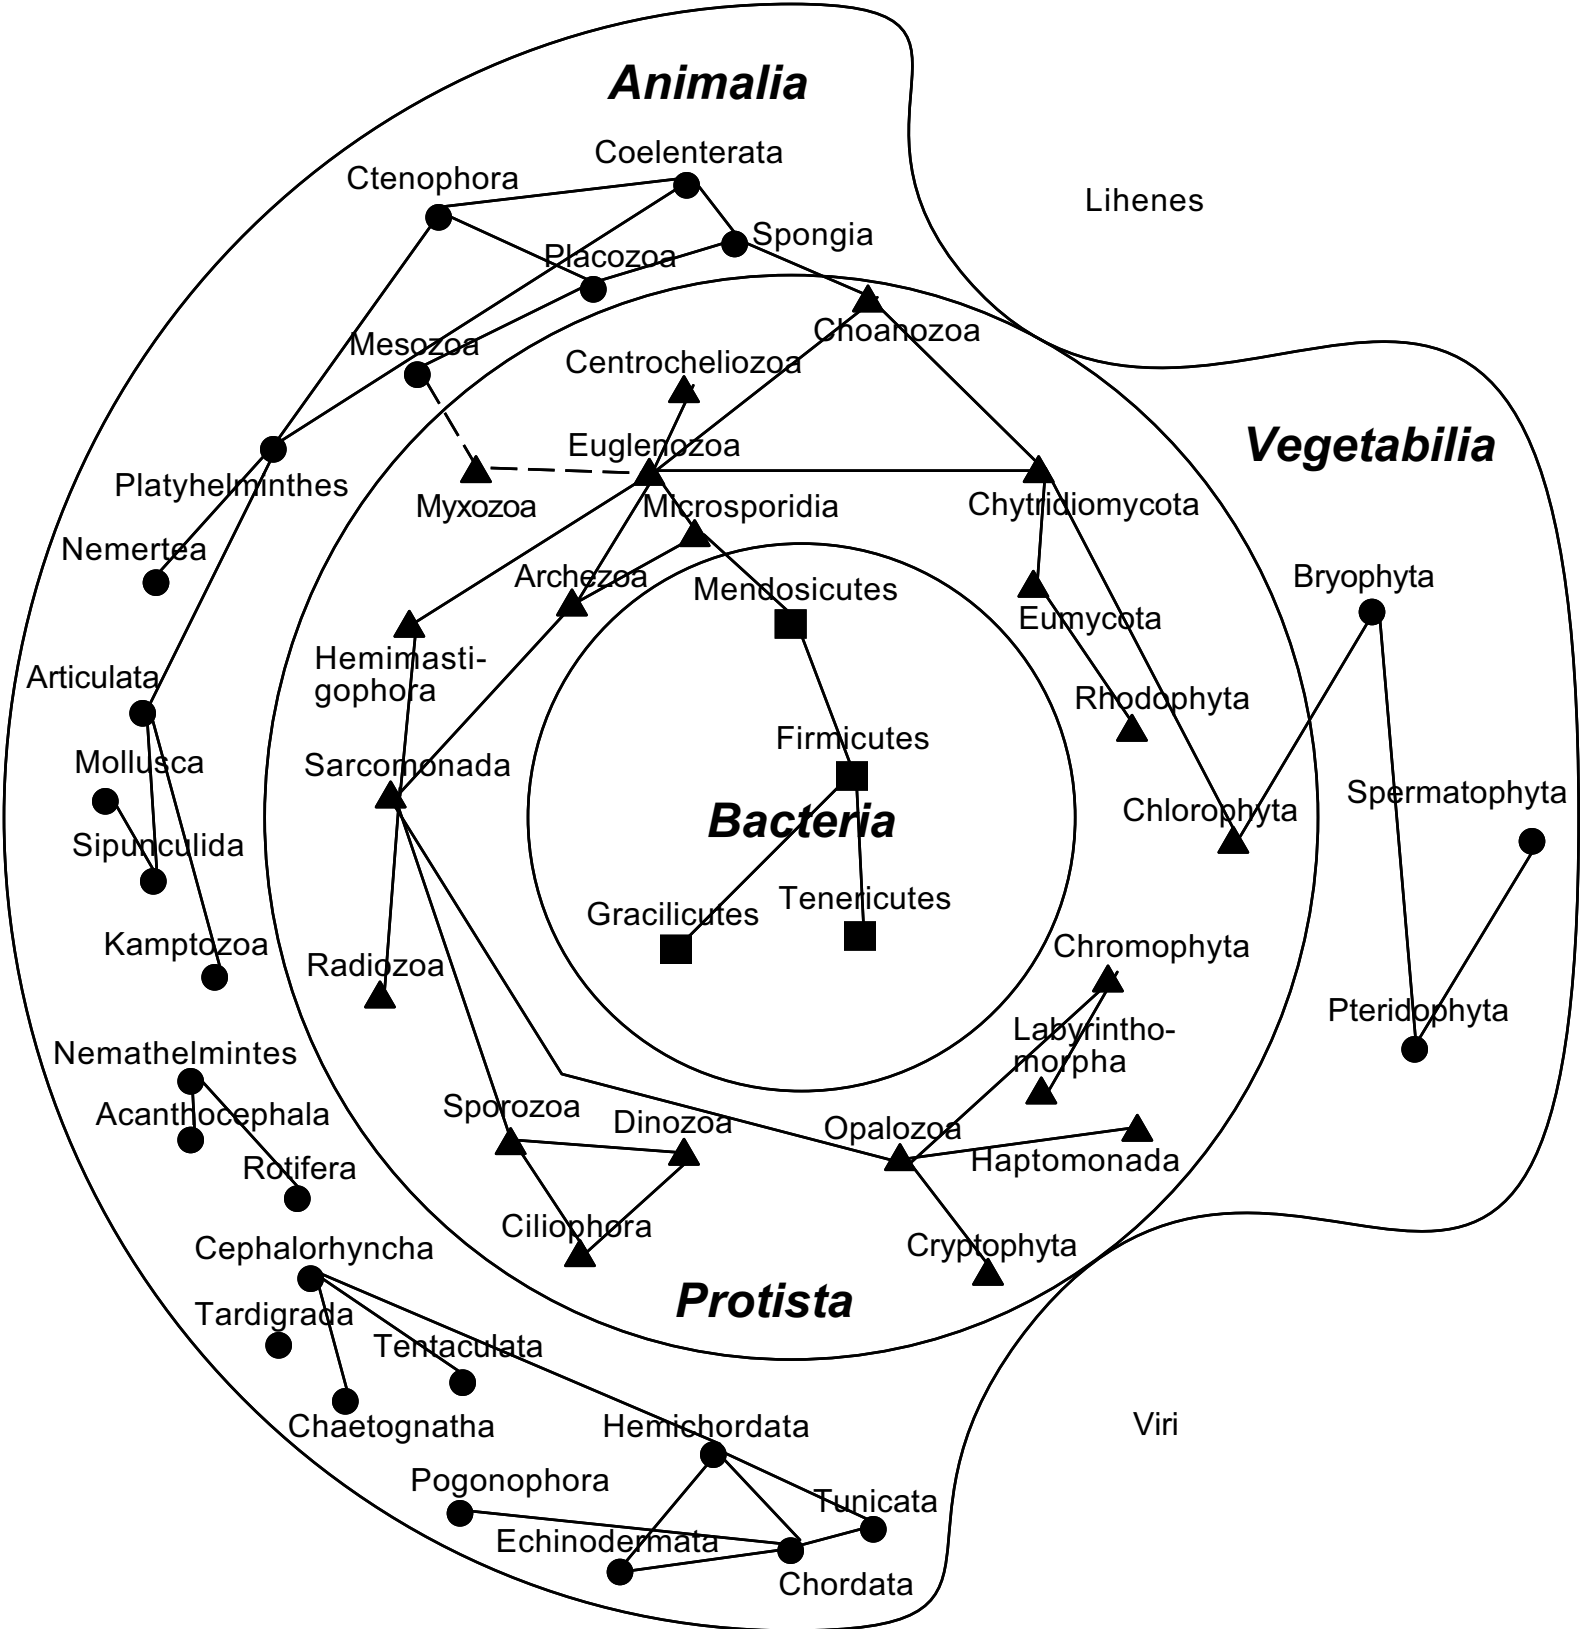 Animalia
Coelenterata
Ctenophora
Lihenes
Spongia
Placozoa
Choanozoa
Mesozoa
Centrocheliozoa
Euglenozoa
Vegetabilia
Platyhelminthes
Myxozoa
Microsporidia
Chytridiomycota
Nemertea
Archezoa
Mendosicutes
Bryophyta
Eumycota
Hemimasti-
gophora
Articulata
Rhodophyta
Firmicutes
Mollusca
Sarcomonada
Spermatophyta
Bacteria
Chlorophyta
Sipunculida
Tenericutes
Gracilicutes
Kamptozoa
Chromophyta
Radiozoa
Pteridophyta
Labyrintho-
morpha
Nemathelmintes
Acanthocephala
Sporozoa
Dinozoa
Opalozoa
Haptomonada
Rotifera
Ciliophora
Cryptophyta
Cephalorhyncha
Protista
Tardigrada
Tentaculata
Chaetognatha
Hemichordata
Viri
Pogonophora
Tunicata
Echinodermata
Chordata